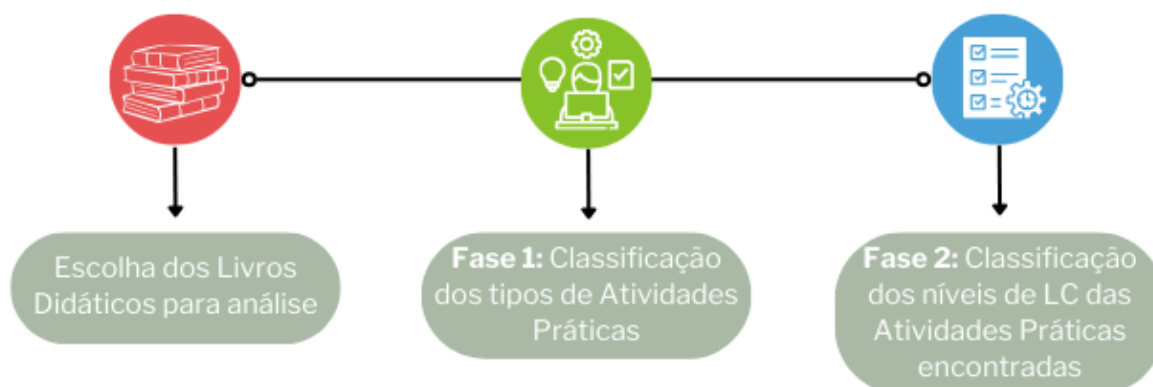 Escolha dos Livros
Didáticos para análise
Fase 1: Classificação
dos tipos de Atividades
Práticas
Fase 2: Classificação
dos níveis de LC das
Atividades Práticas
encontradas